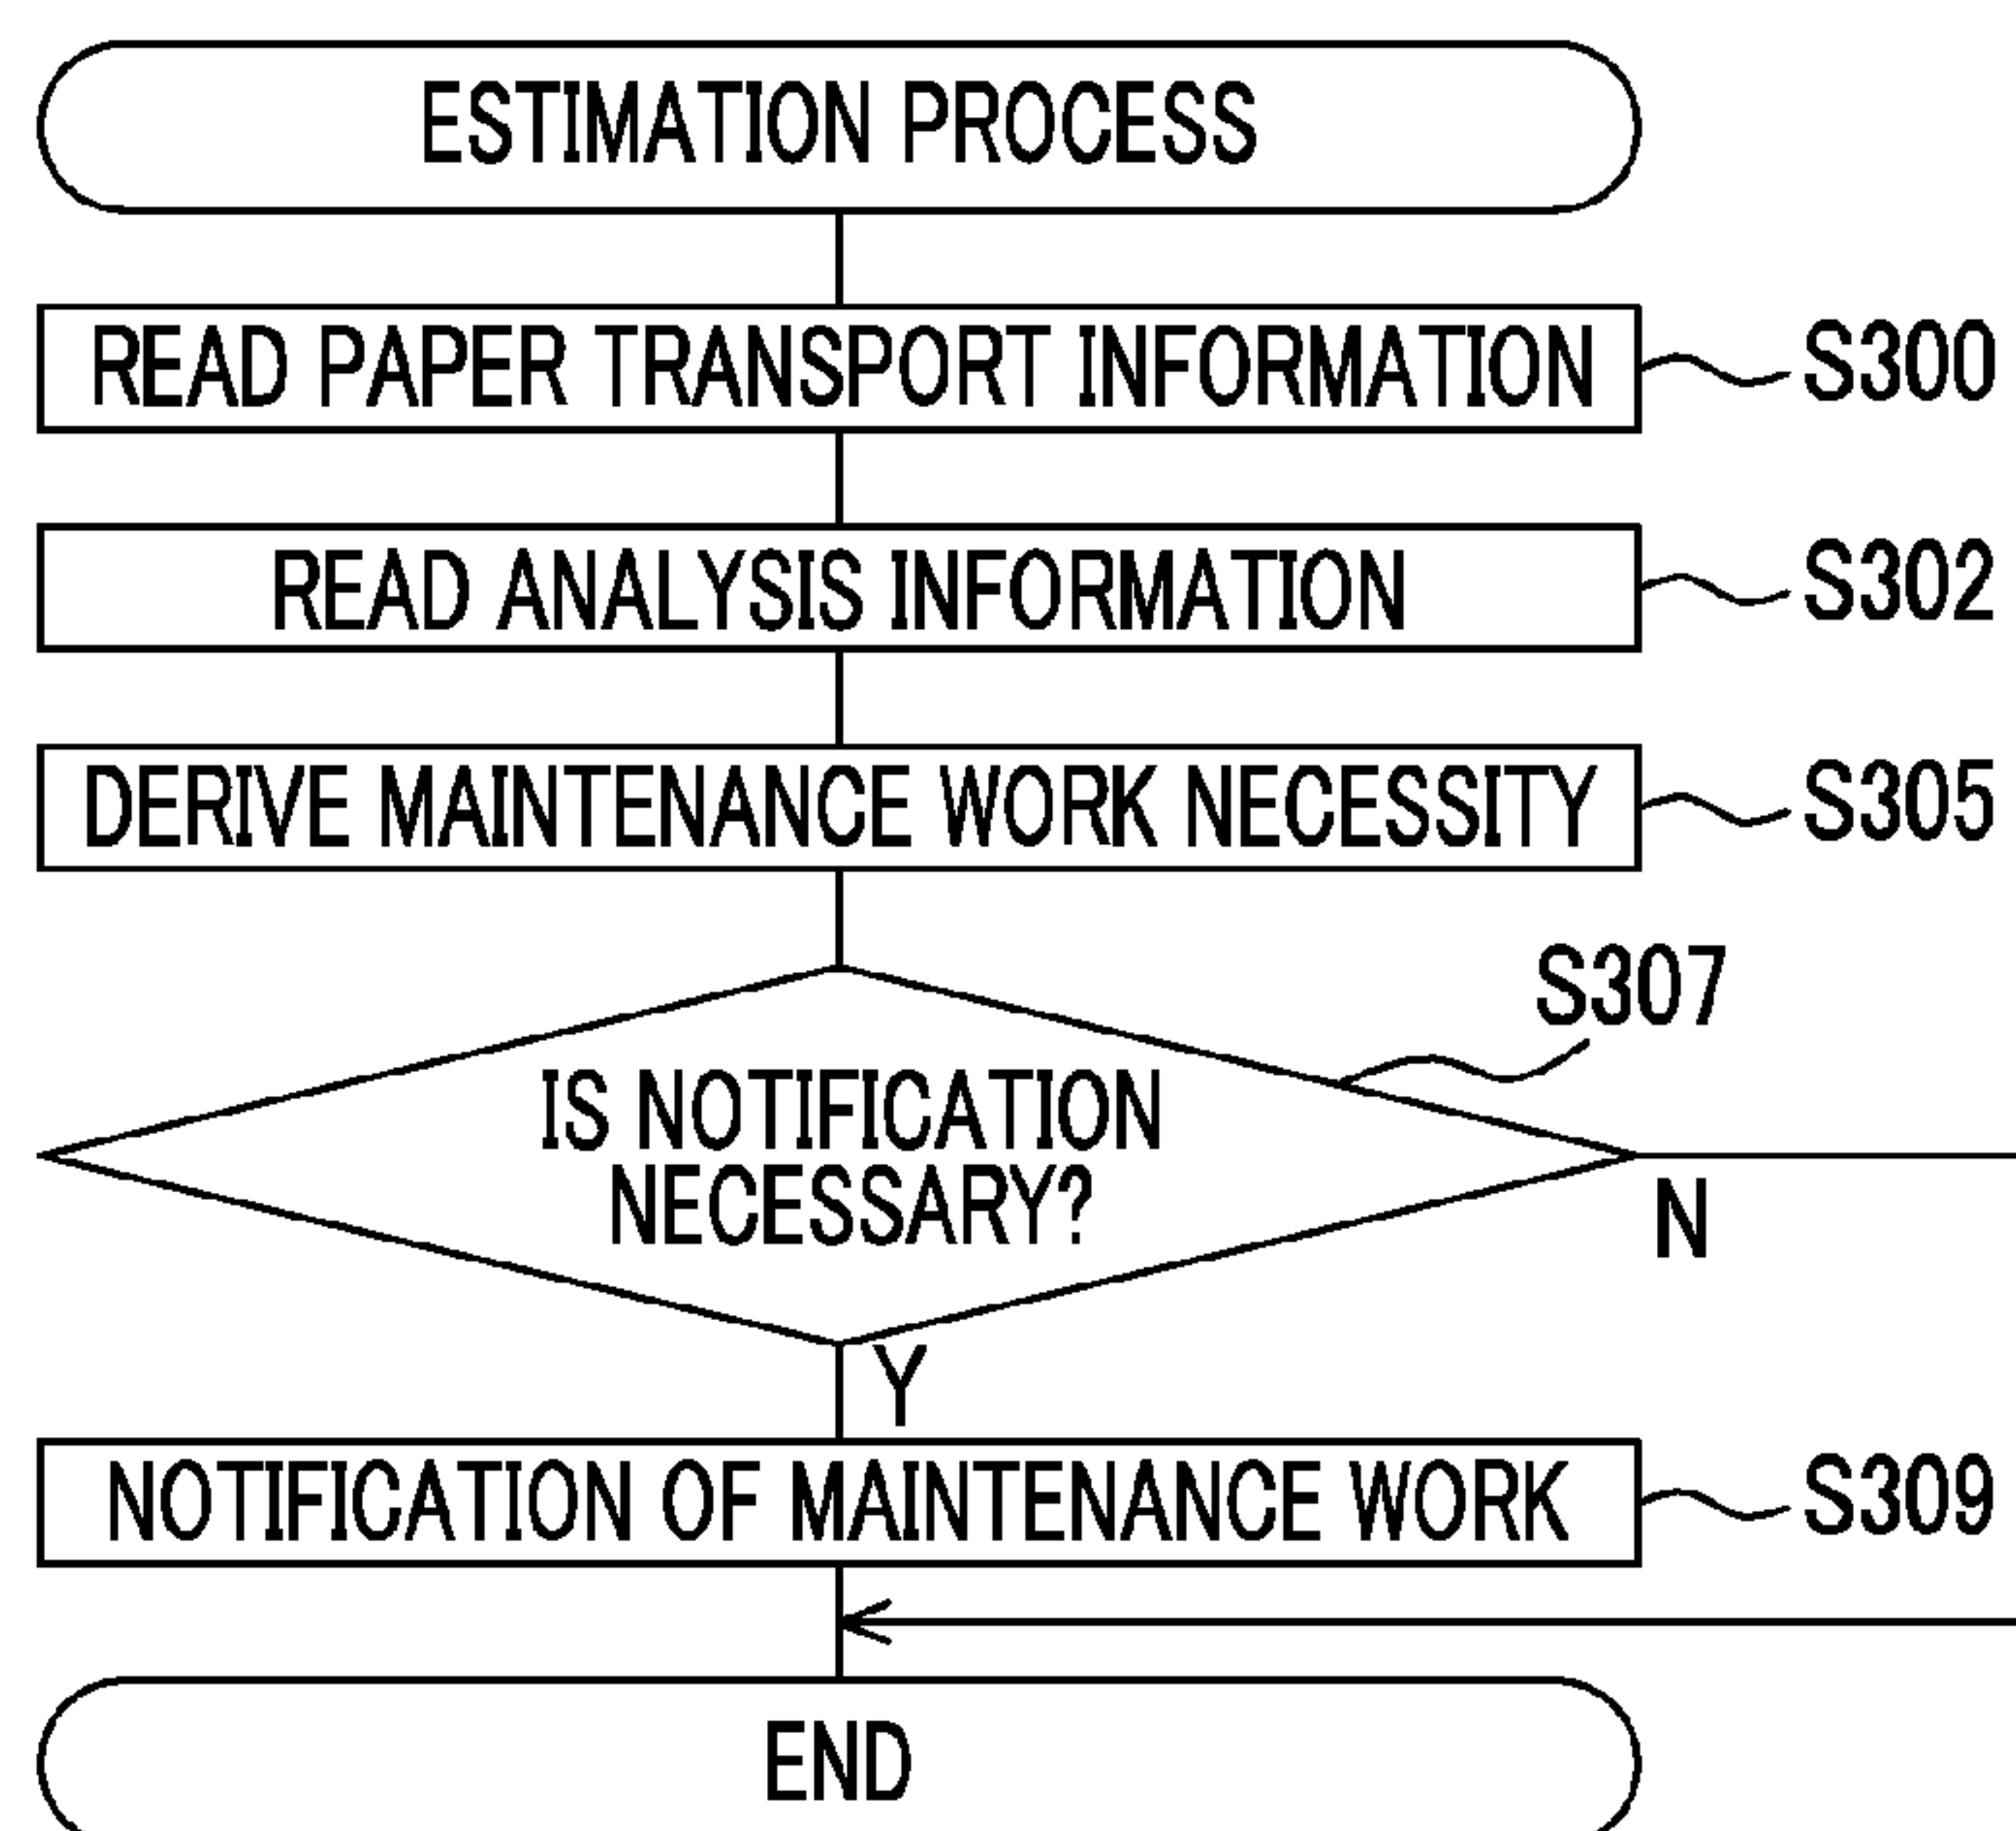 ESTIMATION PROCESS
READ PAPER TRANSPORT INFORMATION S300
READ ANALYSIS INFORMATION S302
DERIVE MAINTENANCE WORK NECESSITY S305
S307
IS NOTIFICATION
NECESSARY?
N
Y
NOTIFICATION OF MAINTENANCE WORK S309
END